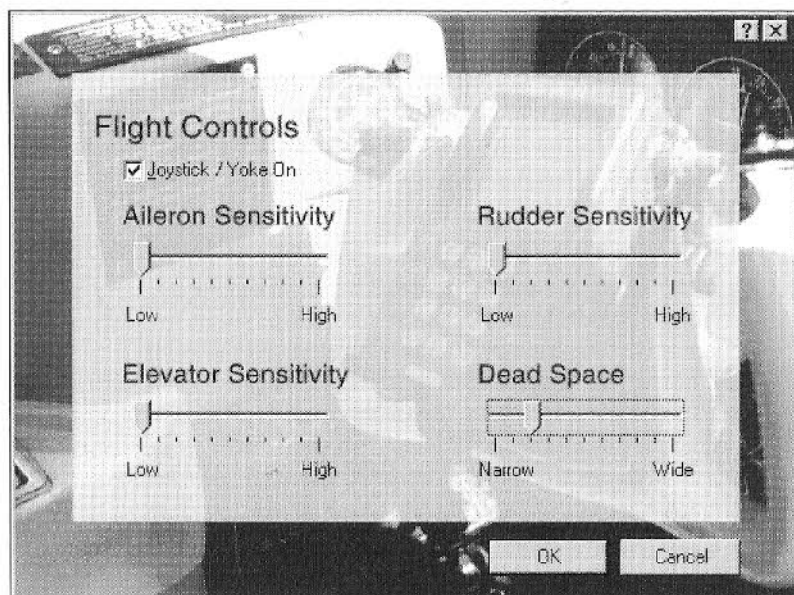 ? ×
Flight Controls
Joystick / Yoke On
Aileron Sensitivity
Low High
Rudder Sensitivity
Low High
Elevator Sensitivity
Low High
Dead Space
Narrow Wide
OK Cancel